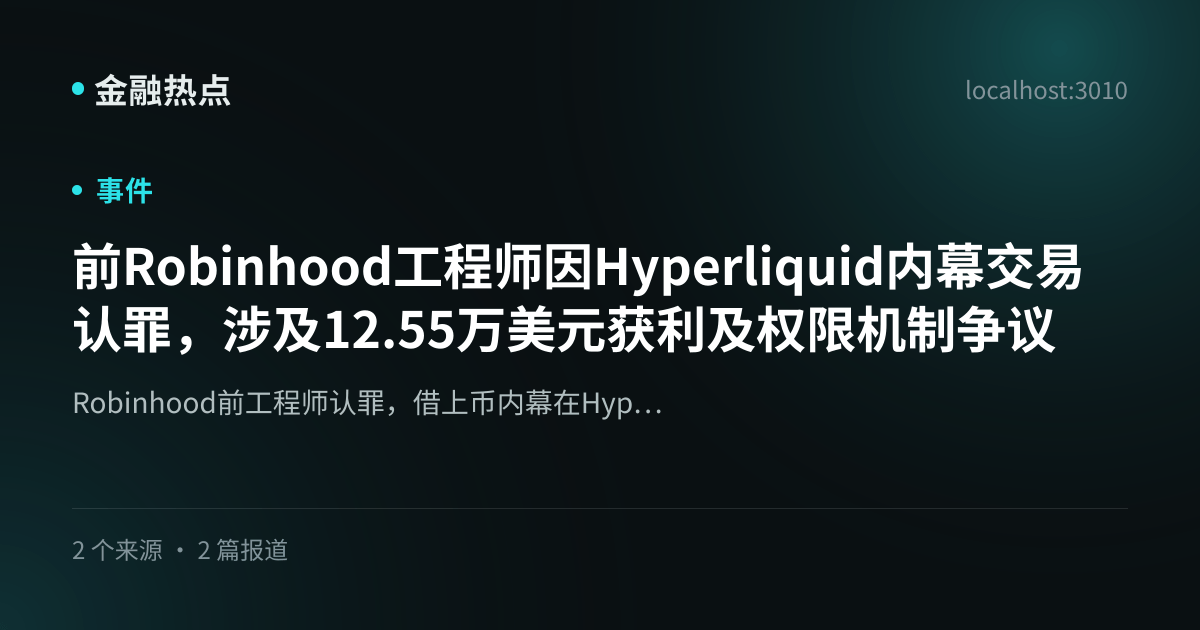 金融热点
localhost:3010
事件
前Robinhood工程师因Hyperliquid内幕交易
认罪，涉及12.55万美元获利及权限机制争议
Robinhood前工程师认罪，借上币内幕在Hyp…
2 个来源 · 2 篇报道